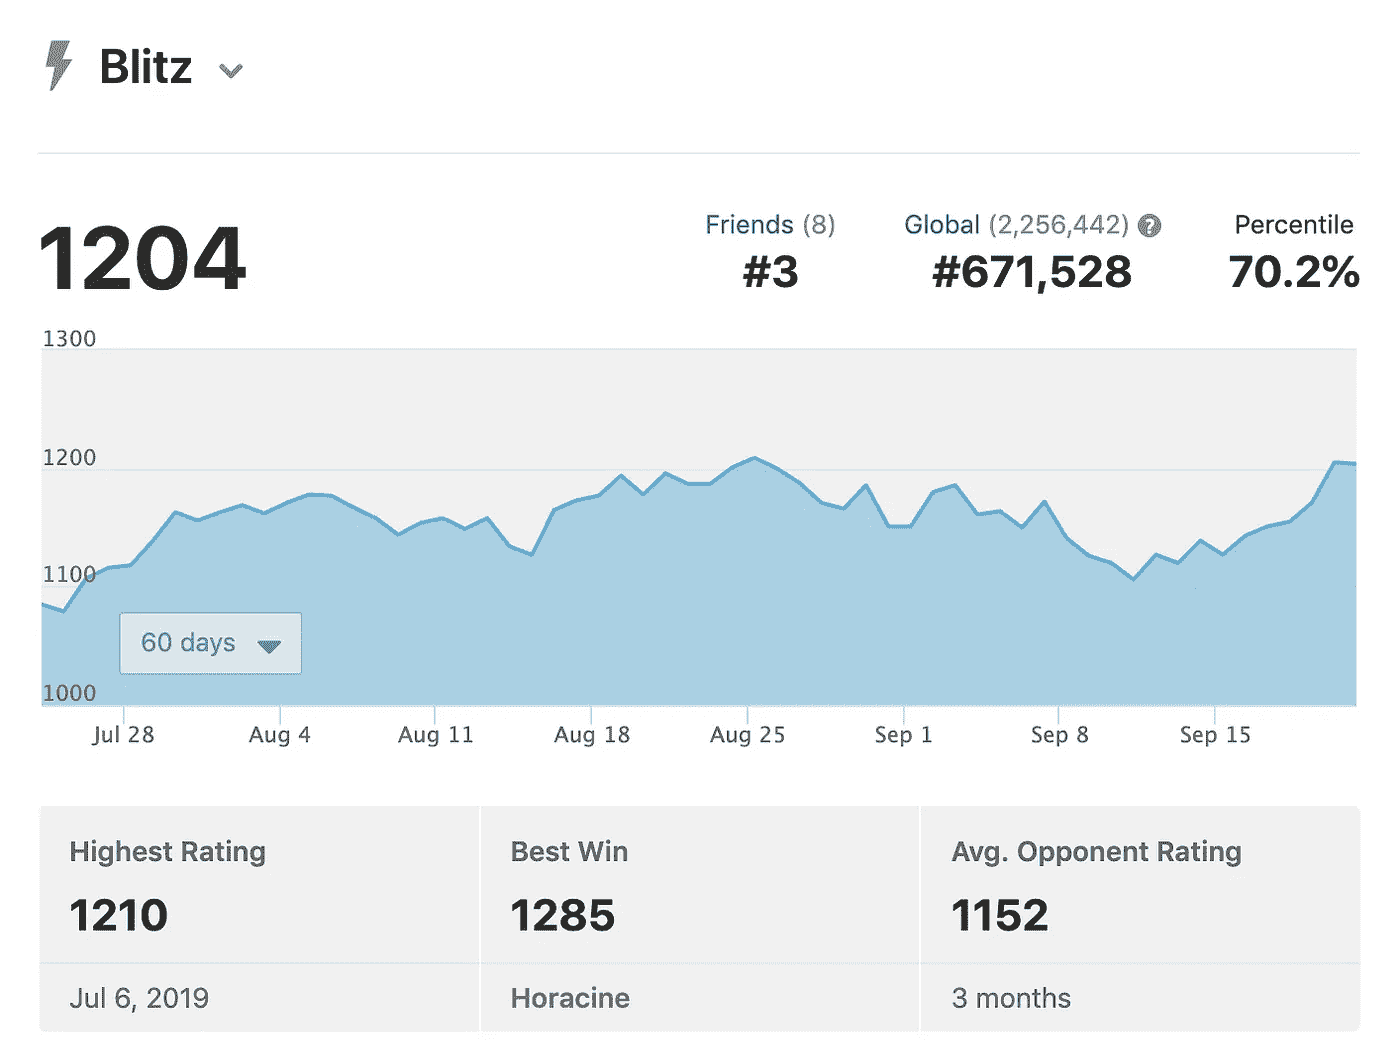 Blitz
Friends (8) Global (2,256,442) ? Percentile
1204 #3 #671,528 70.2%
1300
1200
1100
60 days
1000
Jul 28 Aug 4 Aug 11 Aug 18 Aug 25 Sep 1 Sep 8 Sep 15
Highest Rating Best Win Avg. Opponent Rating
1210 1285 1152
Jul 6, 2019 Horacine 3 months